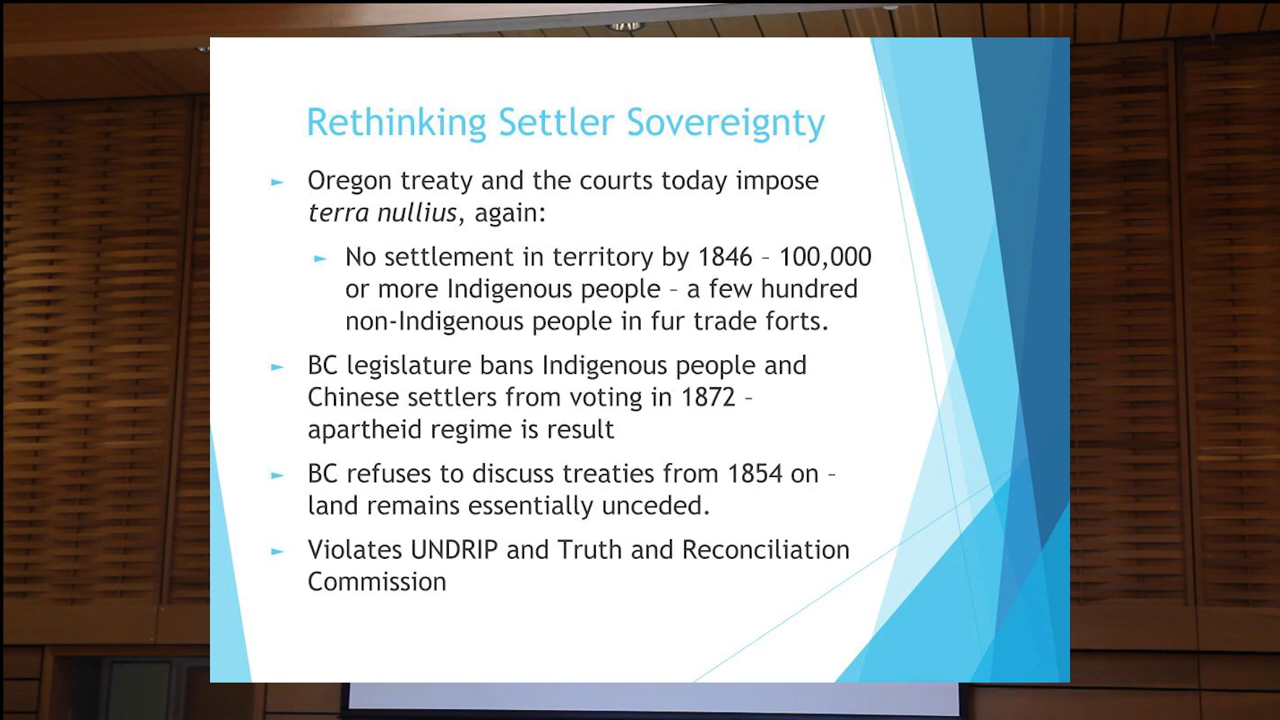 Rethinking Settler Sovereignty
Oregon treaty and the courts today impose
terra nullius, again:
No settlement in territory by 1846 – 100,000
or more Indigenous people – a few hundred
non-Indigenous people in fur trade forts.
BC legislature bans Indigenous people and
Chinese settlers from voting in 1872 –
apartheid regime is result
BC refuses to discuss treaties from 1854 on –
land remains essentially unceded.
Violates UNDRIP and Truth and Reconciliation
Commission